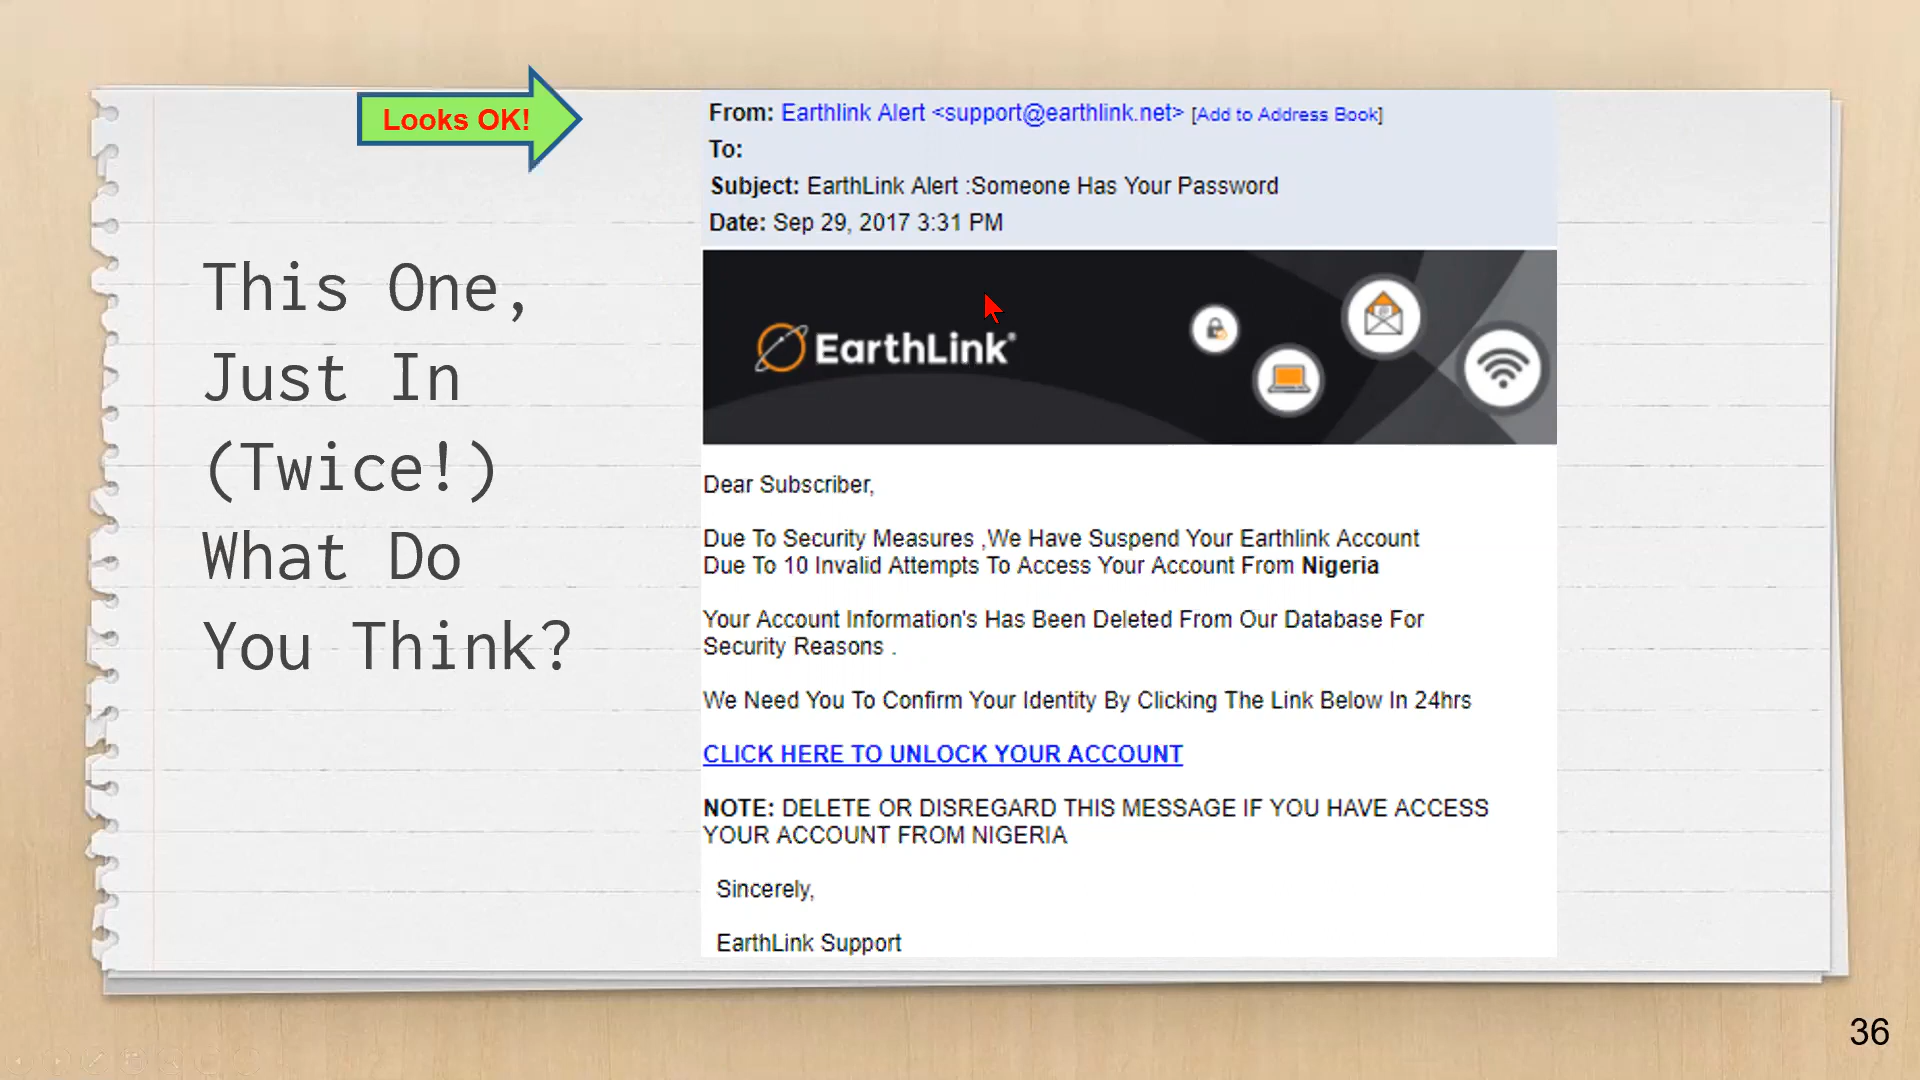 Looks OK!
This One,
Just In
(Twice!)
What Do
You Think?
From: Earthlink Alert <support@earthlink.net> [Add to Address Book]
To:
Subject: EarthLink Alert :Someone Has Your Password
Date: Sep 29, 2017 3:31 PM
EarthLink®
Dear Subscriber,
Due To Security Measures ,We Have Suspend Your Earthlink Account
Due To 10 Invalid Attempts To Access Your Account From Nigeria
Your Account Information's Has Been Deleted From Our Database For
Security Reasons .
We Need You To Confirm Your Identity By Clicking The Link Below In 24hrs
CLICK HERE TO UNLOCK YOUR ACCOUNT
NOTE: DELETE OR DISREGARD THIS MESSAGE IF YOU HAVE ACCESS
YOUR ACCOUNT FROM NIGERIA
Sincerely,
EarthLink Support
36